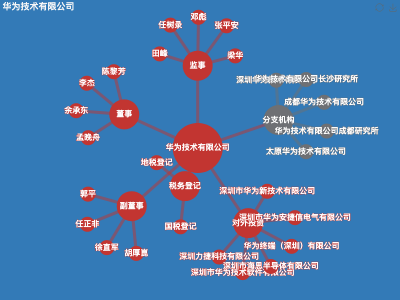 华为技术有限公司
邓彪
任树录
张平安
田峰
梁华
监事
陈黎芳
李杰
余承东
董事
孟晚舟
华为技术有限公司长沙研究所
成都华为技术有限公司
分支机构
华为技术有限公司成都研究所
太原华为技术有限公司
华为技术有限公司
地税登记
税务登记
国税登记
郭平
副董事
任正非
徐直军
胡厚崑
深圳市华为新技术有限公司
深圳市华为安捷信电气有限公司
对外投资
华为终端（深圳）有限公司
深圳力捷科技有限公司
深圳市海思半导体有限公司
深圳市华为技术软件有限公司